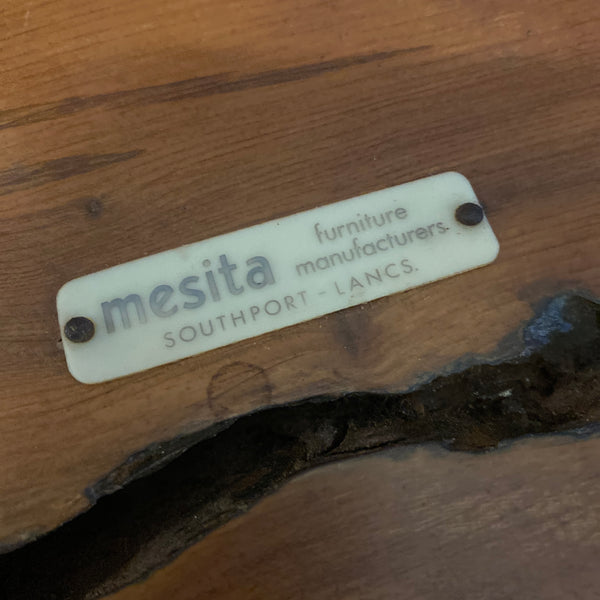 mesita furniture manufacturers.
SOUTHPORT - LANCS.